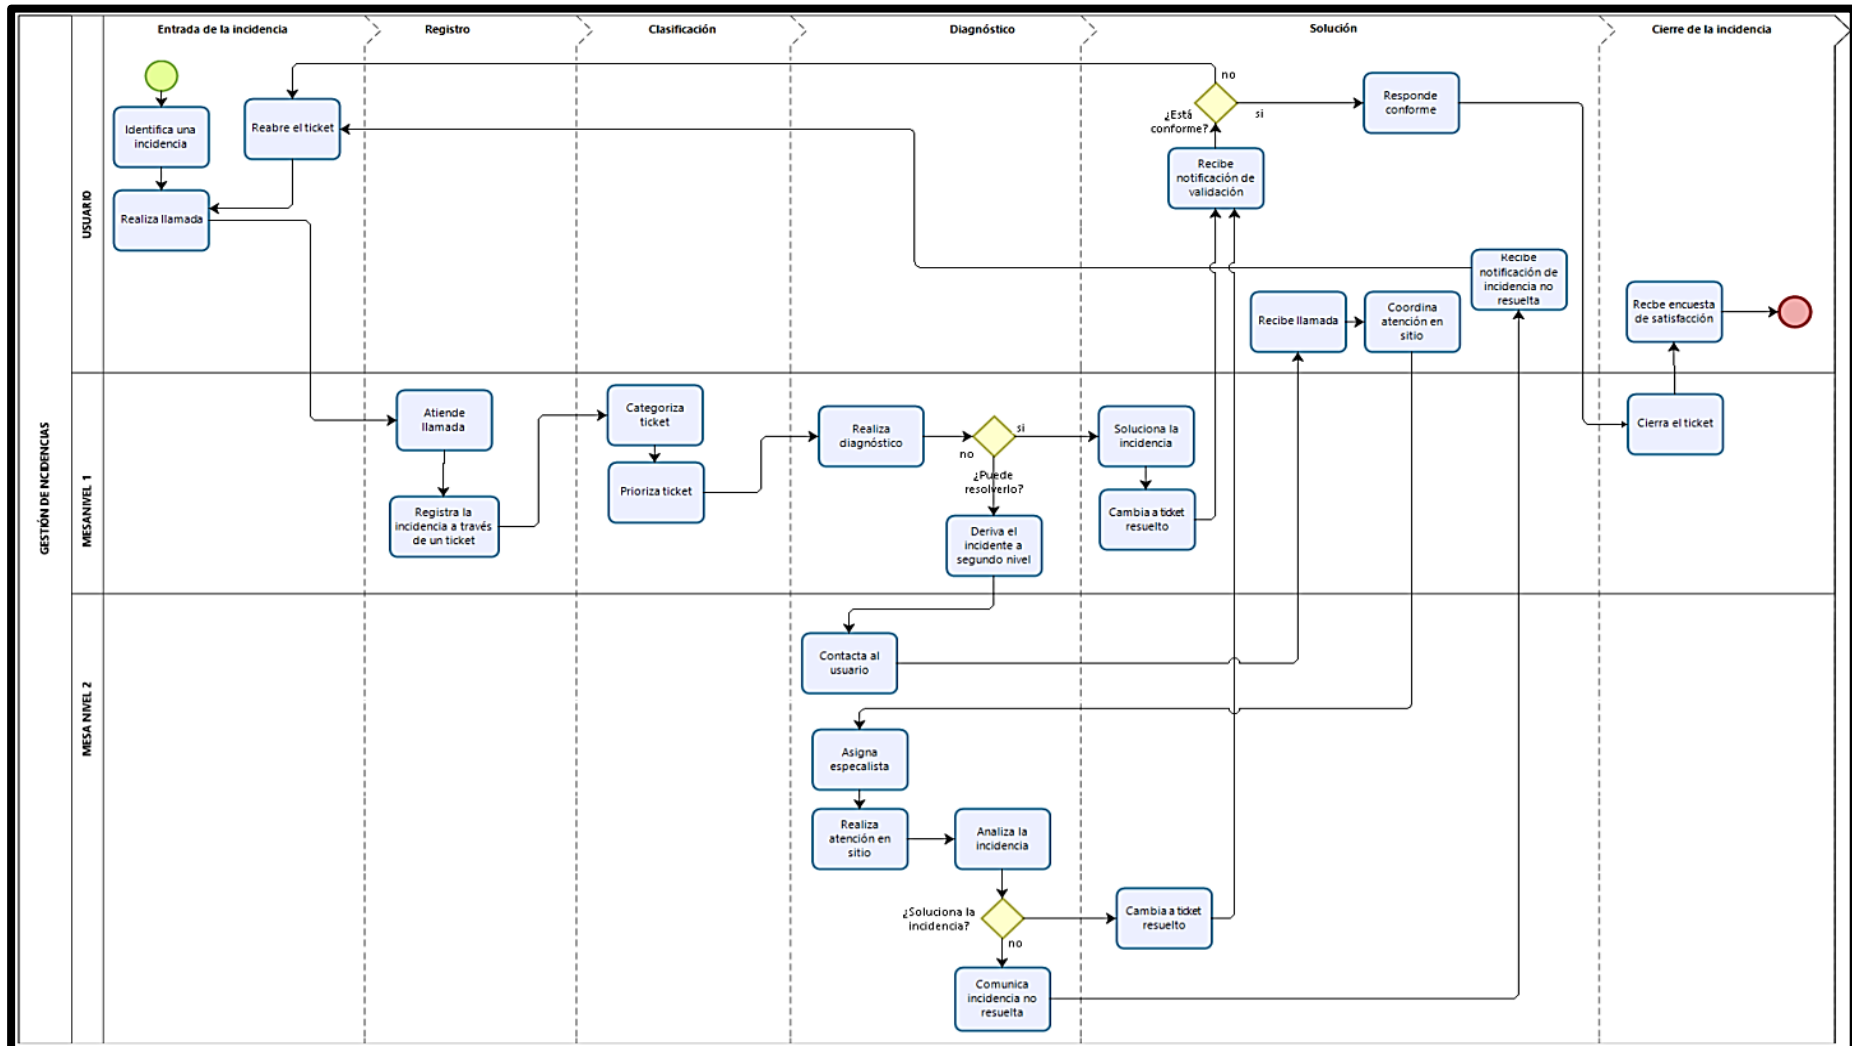 Entrada de la incidencia
Registro
Clasificación
Diagnóstico
Solución
Cierre de la incidencia
GESTIÓN DE NCIDENCIAS
USUARIO
Identifica una
incidencia
Reabre el ticket
Realiza llamada
no
¿Está
conforme?
si
Responde
conforme
Recibe
notificación de
validación
Recibe
notificación de
incidencia no
resuelta
Recibe llamada
Coordina
atención en
sitio
Recbe encuesta
de satisfacción
MESANIVEL 1
Atiende
llamada
Registra la
incidencia a través
de un ticket
Categoriza
ticket
Prioriza ticket
Realiza
diagnóstico
si
no
¿Puede
resolverlo?
Deriva el
incidente a
segundo nivel
Soluciona la
incidencia
Cambia a ticket
resuelto
Cierra el ticket
MESA NIVEL 2
Contacta al
usuario
Asigna
especalista
Realiza
atención en
sitio
Analiza la
incidencia
¿Soluciona la
incidencia?
no
Cambia a ticket
resuelto
Comunica
incidencia no
resuelta